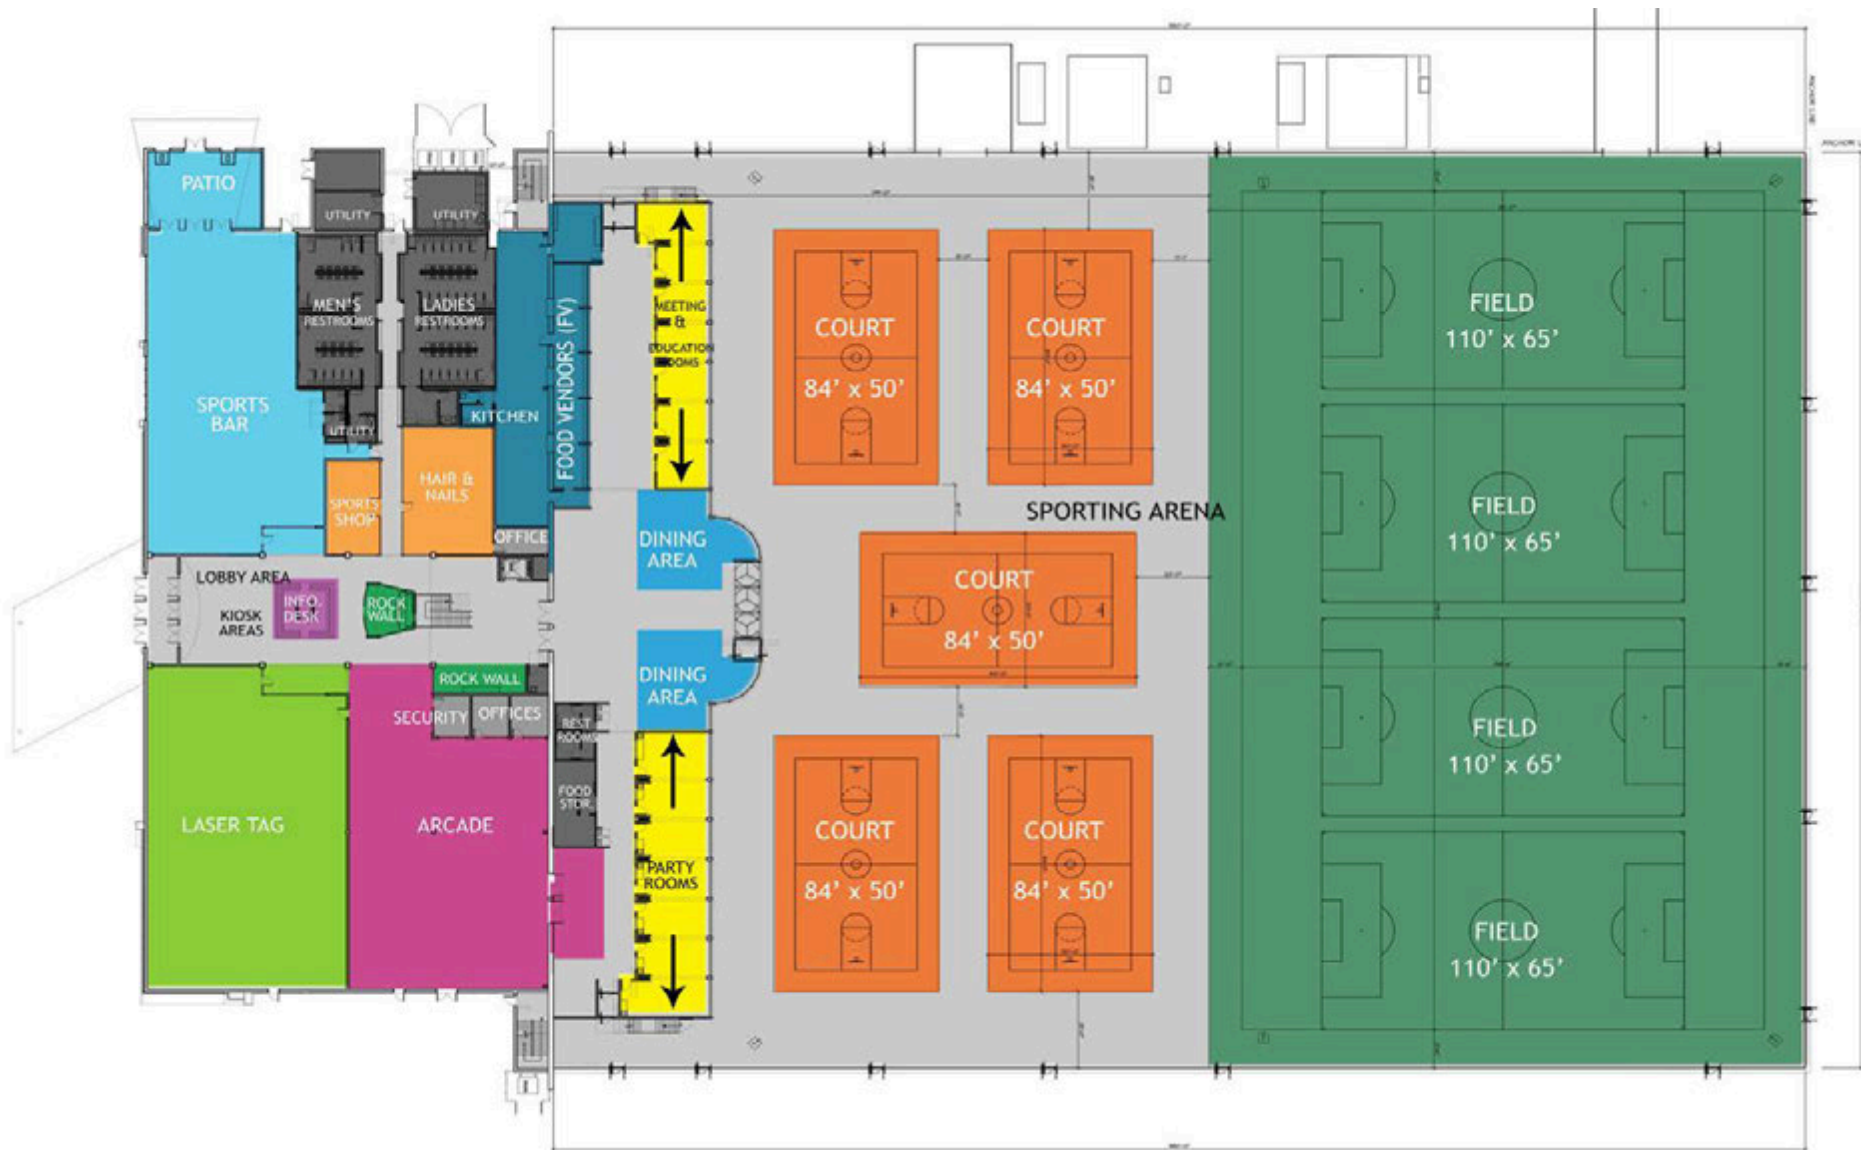 PATIO
UTILITY
UTILITY
MEN'S
RESTROOMS
LADIES
RESTROOMS
SPORTS
BAR
UTILITY
KITCHEN
FOOD VENDORS (FV)
MEETING
&
EDUCATION
ROOMS
SPORTS
SHOP
HAIR &
NAILS
OFFICE
DINING
AREA
LOBBY AREA
KIOSK
AREAS
INFO.
DESK
ROCK
WALL
DINING
AREA
ROCK WALL
SECURITY
OFFICES
REST
ROOMS
FOOD
STOR.
LASER TAG
ARCADE
PARTY
ROOMS
COURT
84' x 50'
COURT
84' x 50'
SPORTING ARENA
COURT
84' x 50'
COURT
84' x 50'
COURT
84' x 50'
FIELD
110' x 65'
FIELD
110' x 65'
FIELD
110' x 65'
FIELD
110' x 65'